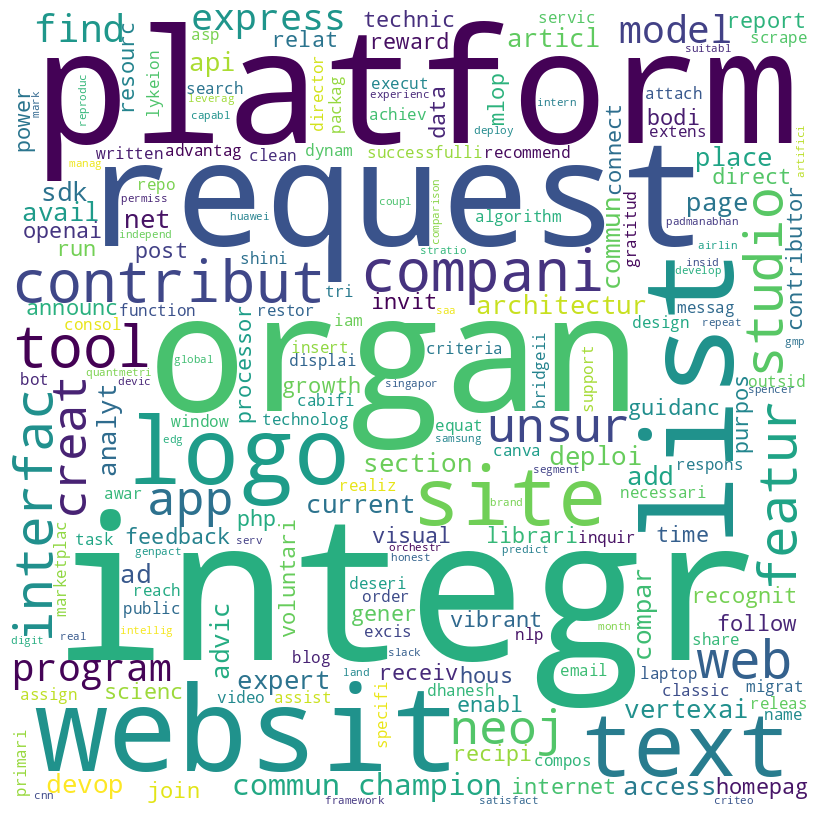 platform
request
organ
integr
websit
list
logo
site
text
tool
contribut
compani
interfac
creat
app
unsur
studio
featur
web
neoj
program
find
express
model
technic
reward
servic
articl
report
scrape
suitabl
asp
relat
api
search
resourc
lykeion
power
mark
reproduc
leverag
capabl
director
packag
execut
experienc
achiev
data
mlop
intern
deploy
attach
bodi
extens
artifici
manag
written
advantag
clean
dynam
successfulli
recommend
connect
place
direct
page
sdk
repo
permiss
avail
net
openai
independ
run
post
huawei
coupl
comparison
algorithm
stratio
commun
gratitud
padmanabhan
contributor
airlin
insid
develop
shini
announc
function
restor
tri
invit
saa
architectur
design
messag
repeat
gmp
consol
processor
iam
insert
displai
criteria
bridgeii
support
outsid
bot
quantmetri
devic
global
growth
cabifi
singapor
guidanc
purpos
spencer
analyt
window
technolog
equat
samsung
canva
deploi
add
respons
edg
section
segment
necessari
realiz
current
brand
awar
php
visual
librari
inquir
time
task
feedback
genpact
serv
orchestr
honest
predict
marketplac
ad
reach
public
voluntari
deseri
order
gener
excis
vibrant
nlp
month
compar
recognit
follow
share
digit
real
intellig
advic
blog
slack
land
receiv
hous
email
laptop
classic
migrat
assign
scienc
expert
video
assist
specifi
dhanesh
enabl
vertexai
releas
name
primari
recipi
compos
devop
join
commun champion
internet
access
homepag
cnn
framework
satisfact
criteo